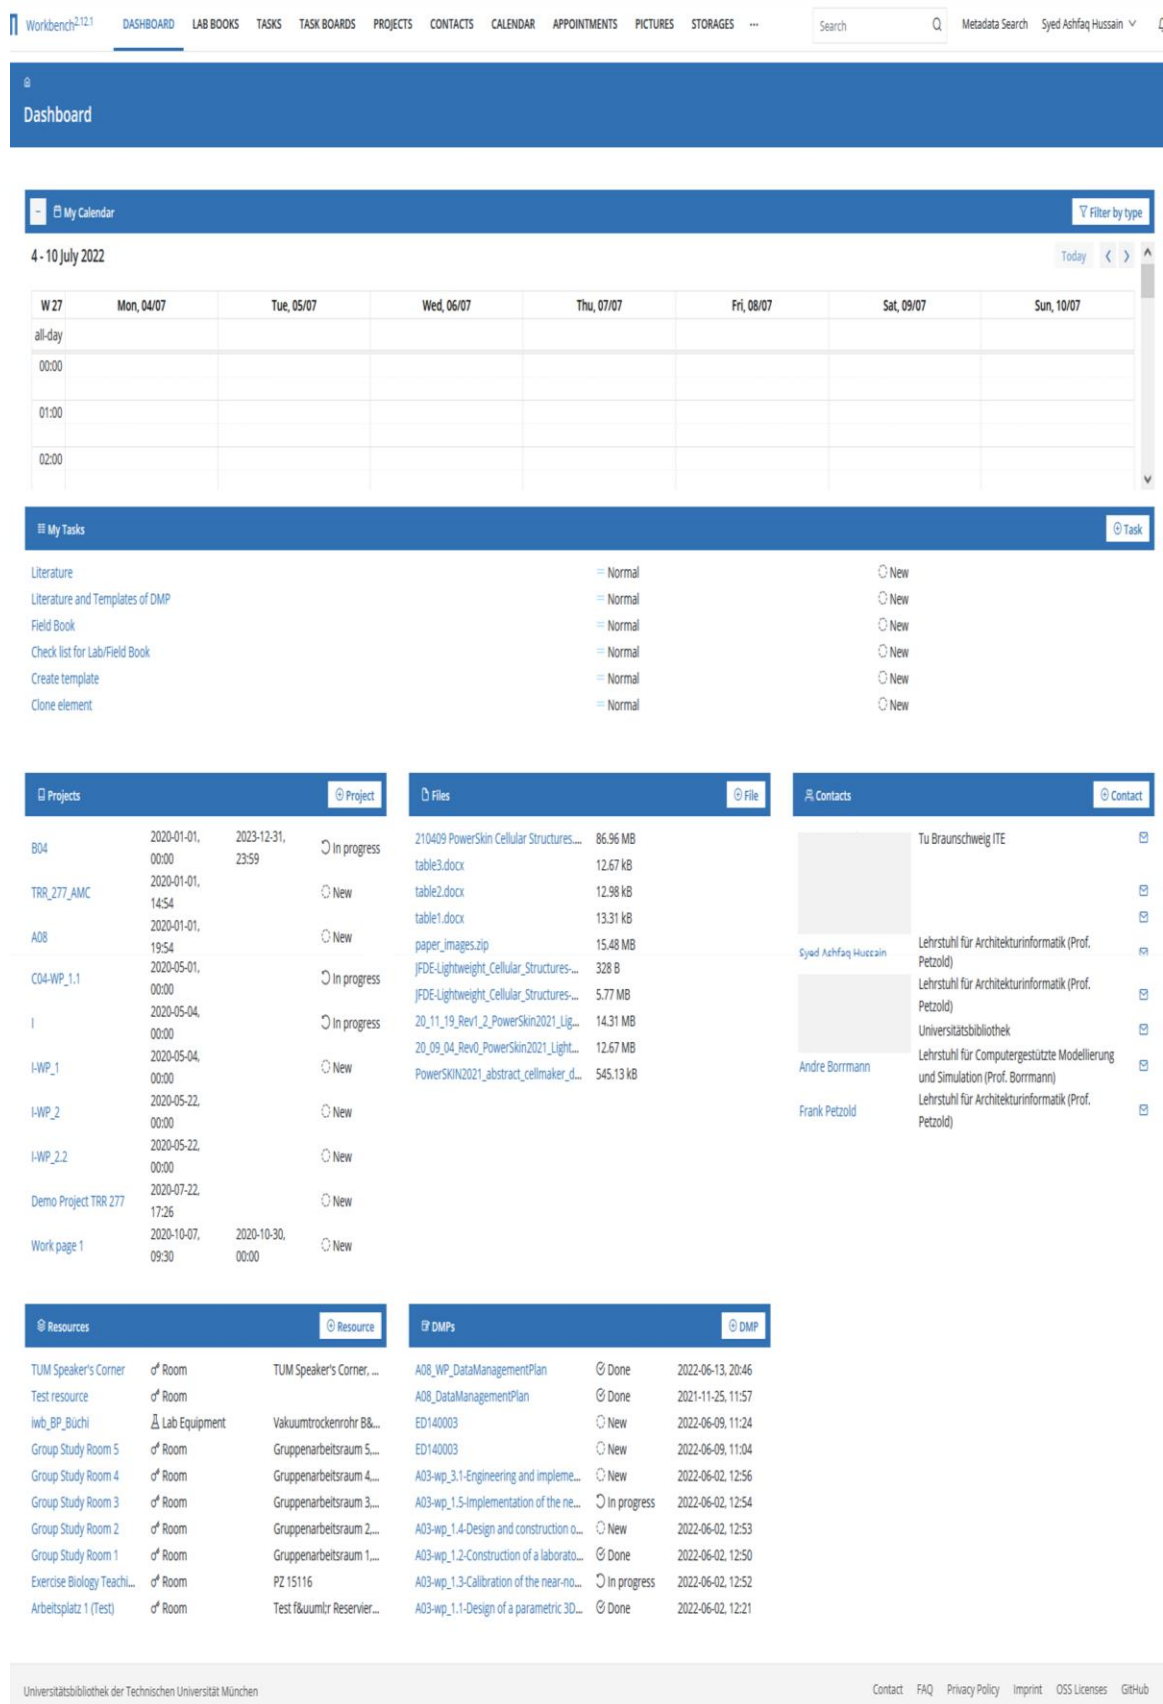 Workbench2.12.1 DASHBOARD LAB BOOKS TASKS TASK BOARDS PROJECTS CONTACTS CALENDAR APPOINTMENTS PICTURES STORAGES ··· Search Metadata Search Syed Ashfaq Hussain
Dashboard
My Calendar Filter by type
4 - 10 July 2022 Today
W 27 Mon, 04/07 Tue, 05/07 Wed, 06/07 Thu, 07/07 Fri, 08/07 Sat, 09/07 Sun, 10/07
all-day
00:00
01:00
02:00
My Tasks Task
Literature Normal New
Literature and Templates of DMP Normal New
Field Book Normal New
Check list for Lab/Field Book Normal New
Create template Normal New
Clone element Normal New
Projects Project
B04 2020-01-01, 00:00 2023-12-31, 23:59 In progress
TRR_277_AMC 2020-01-01, 14:54 New
A08 2020-01-01, 19:54 New
C04-WP_1.1 2020-05-01, 00:00 In progress
I 2020-05-04, 00:00 In progress
I-WP_1 2020-05-04, 00:00 New
I-WP_2 2020-05-22, 00:00 New
I-WP_2.2 2020-05-22, 00:00 New
Demo Project TRR 277 2020-07-22, 17:26 New
Work page 1 2020-10-07, 09:30 2020-10-30, 00:00 New
Files File
210409 PowerSkin Cellular Structures.... 86.96 MB
table3.docx 12.67 kB
table2.docx 12.98 kB
table1.docx 13.31 kB
paper_images.zip 15.48 MB
JFDE-Lightweight_Cellular_Structures-... 328 B
JFDE-Lightweight_Cellular_Structures-... 5.77 MB
20_11_19_Rev1_2_PowerSkin2021_Lig... 14.31 MB
20_09_04_Rev0_PowerSkin2021_Light... 12.67 MB
PowerSKIN2021_abstract_cellmaker_d... 545.13 kB
Contacts Contact
Tu Braunschweig ITE
Syed Ashfaq Hussain Lehrstuhl für Architekturinformatik (Prof.
Petzold)
Lehrstuhl für Architekturinformatik (Prof.
Petzold)
Universitätsbibliothek
Andre Borrmann Lehrstuhl für Computergestützte Modellierung
und Simulation (Prof. Borrmann)
Frank Petzold Lehrstuhl für Architekturinformatik (Prof.
Petzold)
Resources Resource
TUM Speaker's Corner Room TUM Speaker's Corner, ...
Test resource Room
iwb_BP_Büchi Lab Equipment Vakuumtrockenrohr B&...
Group Study Room 5 Room Gruppenarbeitsraum 5,...
Group Study Room 4 Room Gruppenarbeitsraum 4,...
Group Study Room 3 Room Gruppenarbeitsraum 3,...
Group Study Room 2 Room Gruppenarbeitsraum 2,...
Group Study Room 1 Room Gruppenarbeitsraum 1,...
Exercise Biology Teachi... Room PZ 15116
Arbeitsplatz 1 (Test) Room Test f&uuml;r Reservier...
DMPs DMP
A08_WP_DataManagementPlan Done 2022-06-13, 20:46
A08_DataManagementPlan Done 2021-11-25, 11:57
ED140003 New 2022-06-09, 11:24
ED140003 New 2022-06-09, 11:04
A03-wp_3.1-Engineering and impleme... New 2022-06-02, 12:56
A03-wp_1.5-Implementation of the ne... In progress 2022-06-02, 12:54
A03-wp_1.4-Design and construction o... New 2022-06-02, 12:53
A03-wp_1.2-Construction of a laborato... Done 2022-06-02, 12:50
A03-wp_1.3-Calibration of the near-no... In progress 2022-06-02, 12:52
A03-wp_1.1-Design of a parametric 3D... Done 2022-06-02, 12:21
Universitätsbibliothek der Technischen Universität München Contact FAQ Privacy Policy Imprint OSS Licenses GitHub